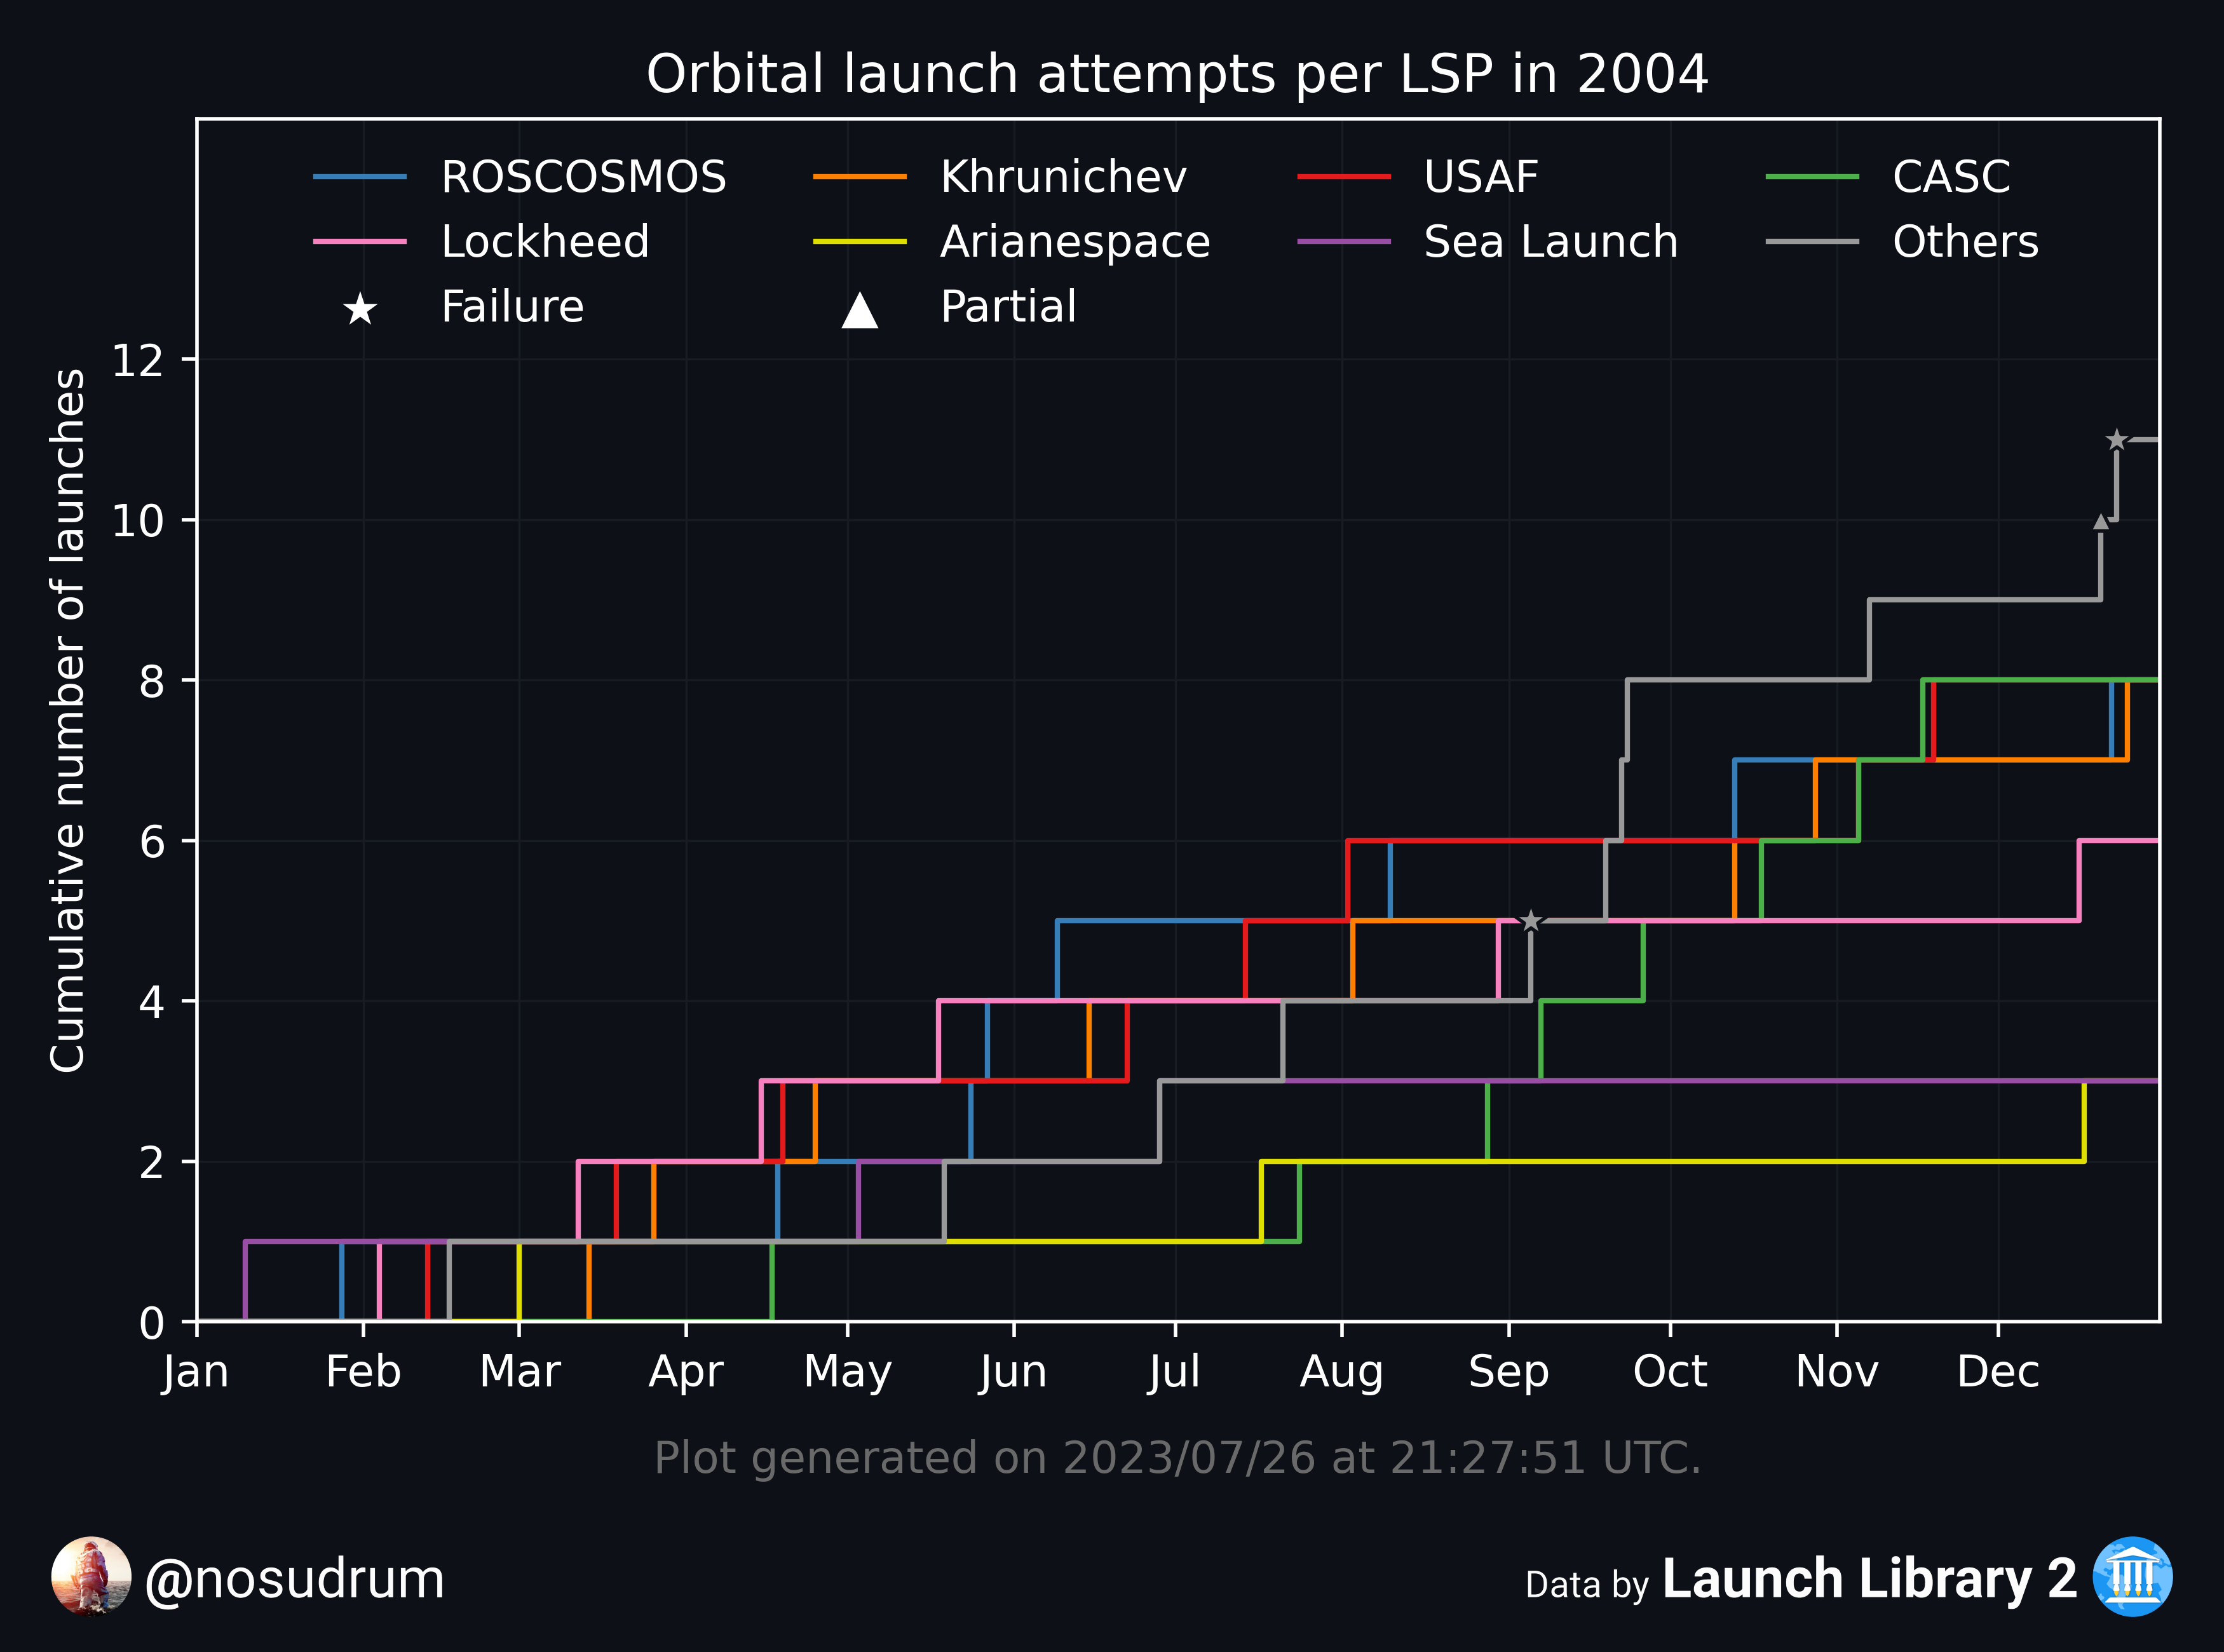 Orbital launch attempts per LSP in 2004
ROSCOSMOS Khrunichev USAF CASC
Lockheed Arianespace Sea Launch Others
Failure Partial
Cumulative number of launches
12
10
8
6
4
2
0
Jan Feb Mar Apr May Jun Jul Aug Sep Oct Nov Dec
Plot generated on 2023/07/26 at 21:27:51 UTC.
@nosudrum
Data by Launch Library 2